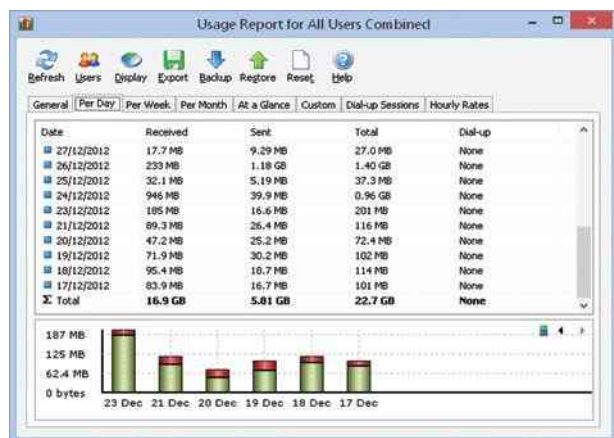 Usage Report for All Users Combined
Refresh Users Display Export Backup Restore Reset Help
General Per Day Per Week Per Month At a Glance Custom Dial-up Sessions Hourly Rates
Date Received Sent Total Dial-up
27/12/2012 17.7 MB 9.29 MB 27.0 MB None
26/12/2012 233 MB 1.18 GB 1.40 GB None
25/12/2012 32.1 MB 5.19 MB 37.3 MB None
24/12/2012 946 MB 39.9 MB 0.96 GB None
23/12/2012 185 MB 16.6 MB 201 MB None
21/12/2012 89.3 MB 26.4 MB 116 MB None
20/12/2012 47.2 MB 25.2 MB 72.4 MB None
19/12/2012 71.9 MB 30.2 MB 102 MB None
18/12/2012 95.4 MB 18.7 MB 114 MB None
17/12/2012 83.9 MB 16.7 MB 101 MB None
Σ Total 16.9 GB 5.81 GB 22.7 GB None
187 MB
125 MB
62.4 MB
0 bytes
23 Dec 21 Dec 20 Dec 19 Dec 18 Dec 17 Dec